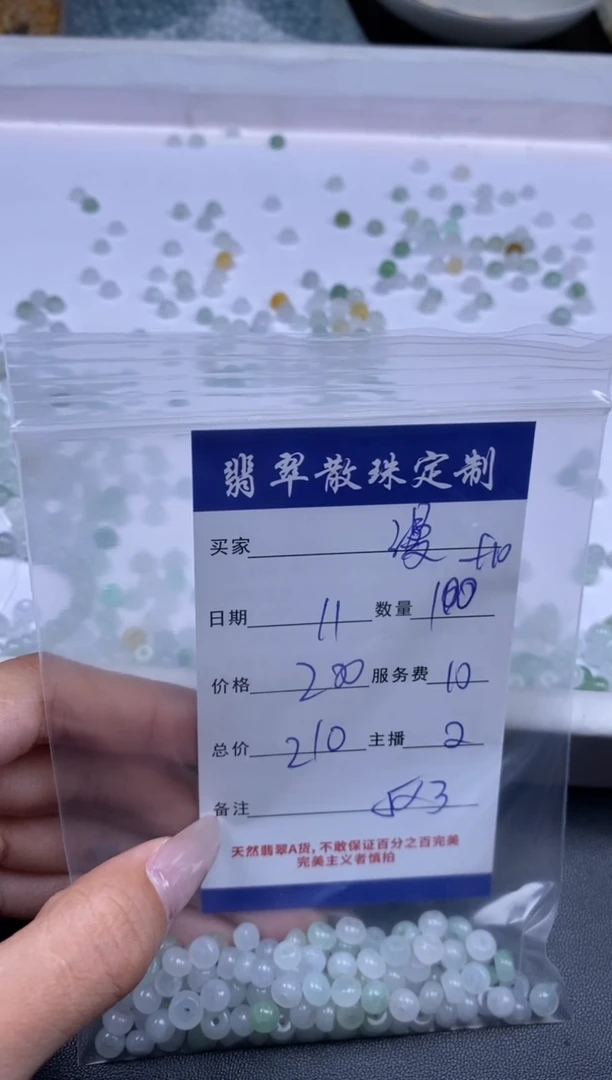 翡翠散珠定制
买家 漫 +10
日期 11 数量 100
价格 200 服务费 10
总价 210 主播 2
备注
天然翡翠A货，不敢保证百分之百完美
完美主义者慎拍